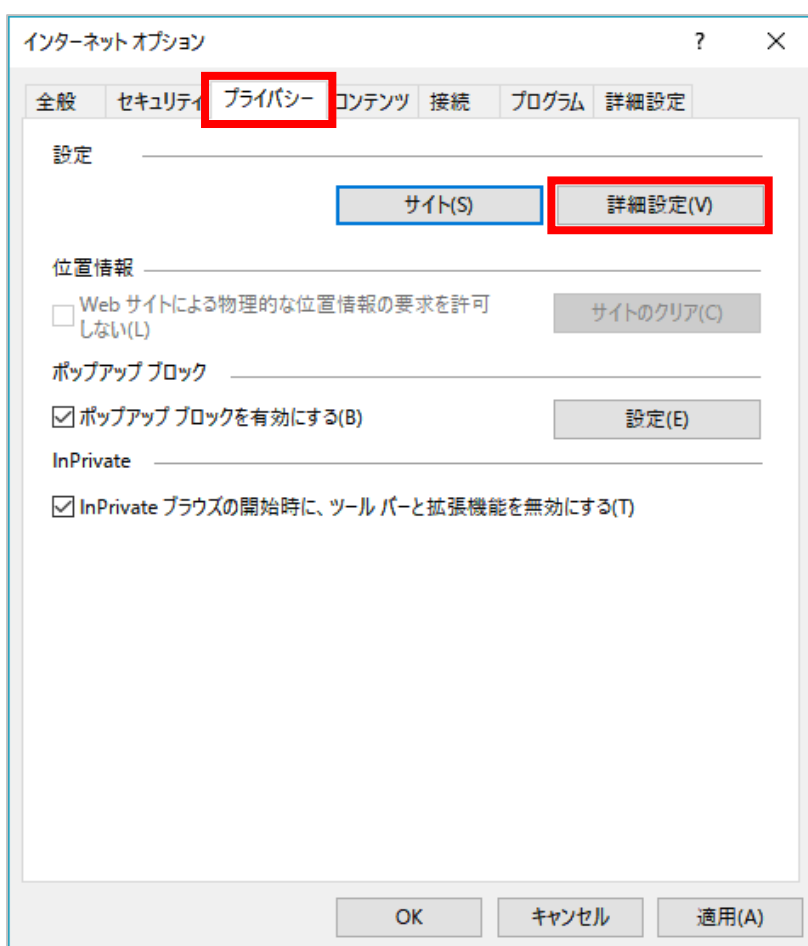 インターネット オプション ?
全般 セキュリティ プライバシー コンテンツ 接続 プログラム 詳細設定
設定
サイト(S) 詳細設定(V)
位置情報
Web サイトによる物理的な位置情報の要求を許可
しない(L)
サイトのクリア(C)
ポップアップ ブロック
ポップアップ ブロックを有効にする(B) 設定(E)
InPrivate
InPrivate ブラウズの開始時に、ツール バーと拡張機能を無効にする(T)
OK キャンセル 適用(A)